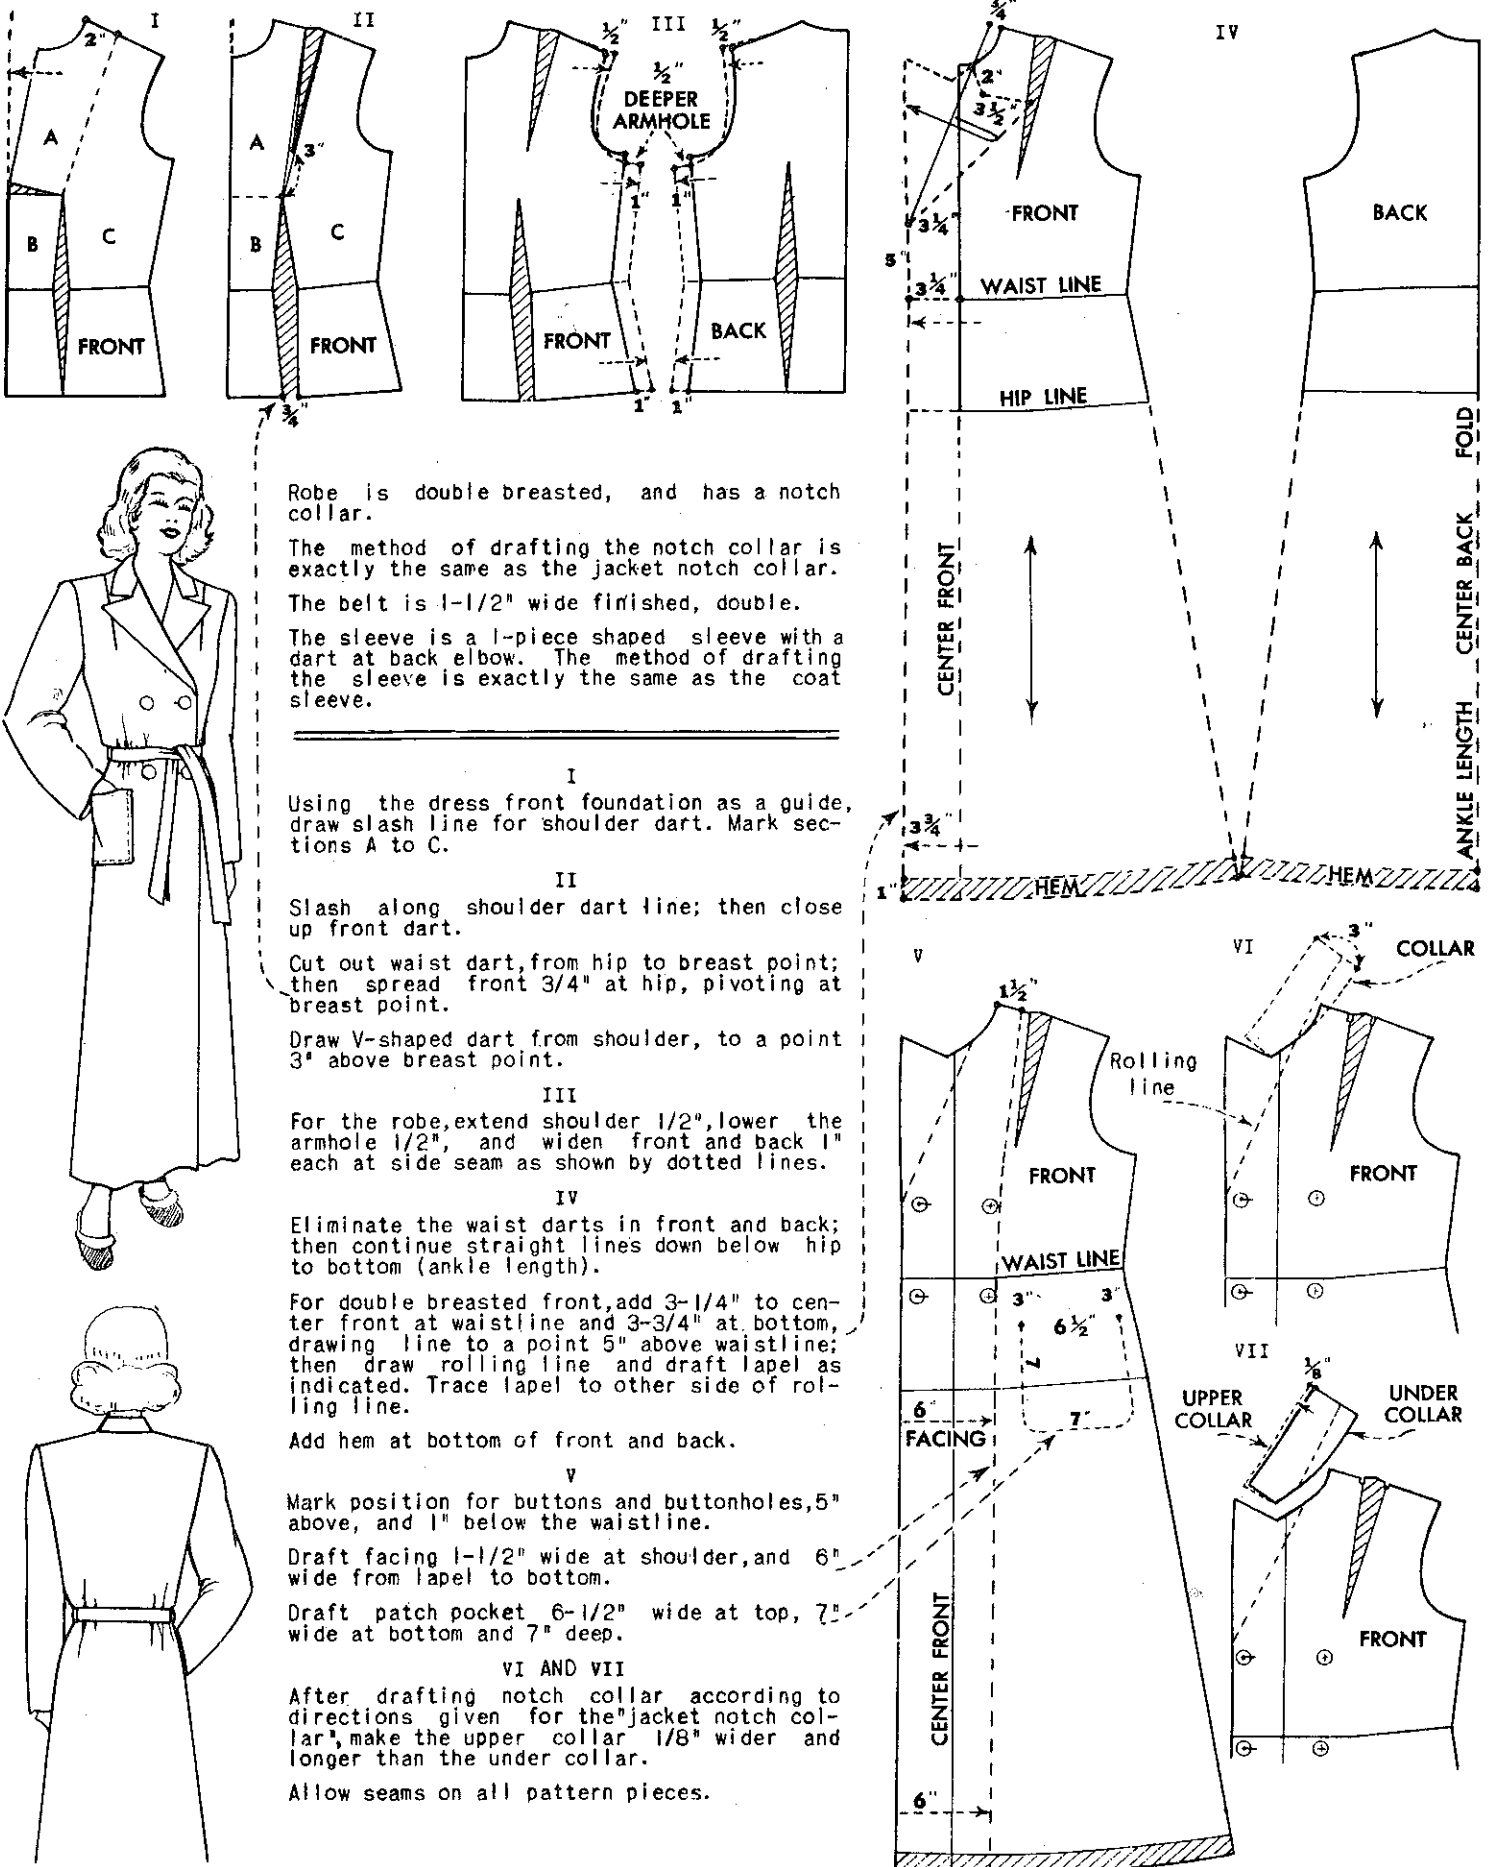 I
2"
A
B
C
FRONT
II
A
3"
B
C
FRONT
3/4"
III
1/2"
1/2"
1/2"
DEEPER
ARMHOLE
1"
1"
FRONT
BACK
1"
1"
IV
3/4"
2"
3 1/2"
FRONT
3 1/4"
5"
3 1/4"
WAIST LINE
HIP LINE
CENTER FRONT
3 3/4"
1"
HEM
BACK
ANKLE LENGTH CENTER BACK FOLD
HEM
Robe is double breasted, and has a notch
collar.
The method of drafting the notch collar is
exactly the same as the jacket notch collar.
The belt is 1-1/2" wide finished, double.
The sleeve is a 1-piece shaped sleeve with a
dart at back elbow. The method of drafting
the sleeve is exactly the same as the coat
sleeve.
I
Using the dress front foundation as a guide,
draw slash line for shoulder dart. Mark sec-
tions A to C.
II
Slash along shoulder dart line; then close
up front dart.
Cut out waist dart, from hip to breast point;
then spread front 3/4" at hip, pivoting at
breast point.
Draw V-shaped dart from shoulder, to a point
3" above breast point.
III
For the robe, extend shoulder 1/2", lower the
armhole 1/2", and widen front and back 1"
each at side seam as shown by dotted lines.
IV
Eliminate the waist darts in front and back;
then continue straight lines down below hip
to bottom (ankle length).
For double breasted front, add 3-1/4" to cen-
ter front at waistline and 3-3/4" at bottom,
drawing line to a point 5" above waistline;
then draw rolling line and draft lapel as
indicated. Trace lapel to other side of rol-
ling line.
Add hem at bottom of front and back.
V
Mark position for buttons and buttonholes, 5"
above, and 1" below the waistline.
Draft facing 1-1/2" wide at shoulder, and 6"
wide from lapel to bottom.
Draft patch pocket 6-1/2" wide at top, 7"
wide at bottom and 7" deep.
VI AND VII
After drafting notch collar according to
directions given for the "jacket notch col-
lar", make the upper collar 1/8" wider and
longer than the under collar.
Allow seams on all pattern pieces.
V
1 1/2"
FRONT
WAIST LINE
3"
3"
6 1/2"
7
7"
6"
FACING
CENTER FRONT
6"
VI
3"
COLLAR
Rolling
line
FRONT
VII
1/8"
UPPER
COLLAR
UNDER
COLLAR
FRONT